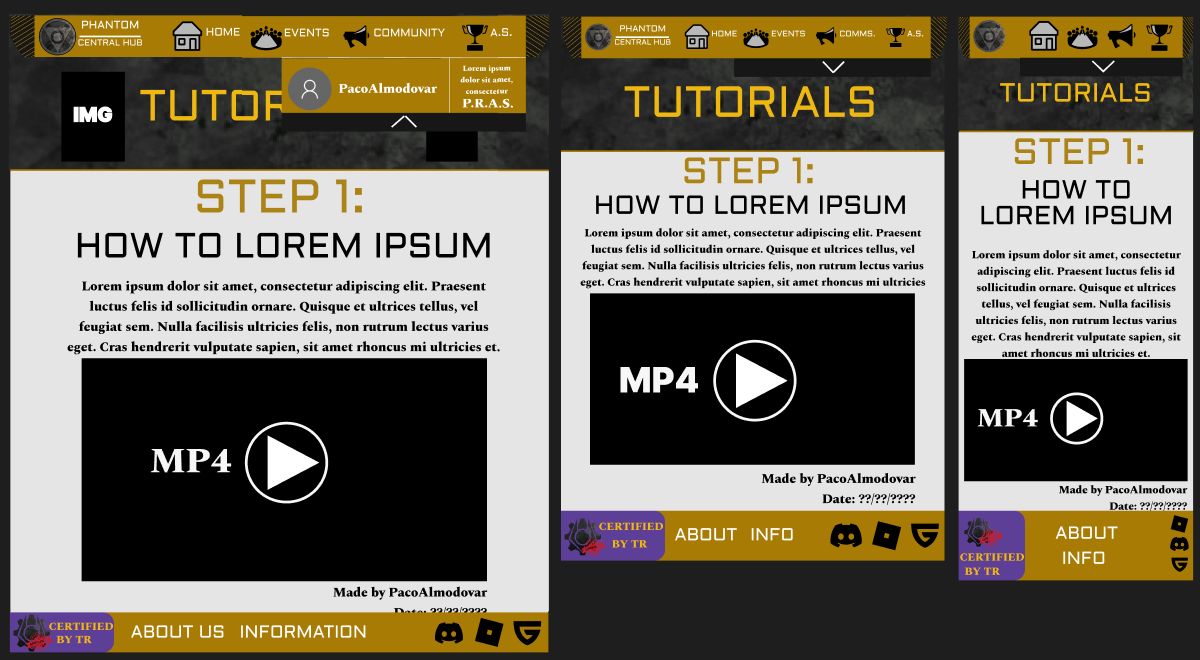 PHANTOM
CENTRAL HUB
HOME
EVENTS
COMMUNITY
A.S.
PacoAlmodovar
Lorem ipsum
dolor sit amet,
consectetur
P.R.A.S.
IMG
TUTOR
STEP 1:
HOW TO LOREM IPSUM
Lorem ipsum dolor sit amet, consectetur adipiscing elit. Praesent
luctus felis id sollicitudin ornare. Quisque et ultrices tellus, vel
feugiat sem. Nulla facilisis ultricies felis, non rutrum lectus varius
eget. Cras hendrerit vulputate sapien, sit amet rhoncus mi ultricies et.
MP4
Made by PacoAlmodovar
Date: ??/??/????
CERTIFIED
BY TR
ABOUT US
INFORMATION
PHANTOM
CENTRAL HUB
HOME
EVENTS
COMMS.
A.S.
TUTORIALS
STEP 1:
HOW TO LOREM IPSUM
Lorem ipsum dolor sit amet, consectetur adipiscing elit. Praesent
luctus felis id sollicitudin ornare. Quisque et ultrices tellus, vel
feugiat sem. Nulla facilisis ultricies felis, non rutrum lectus varius
eget. Cras hendrerit vulputate sapien, sit amet rhoncus mi ultricies
MP4
Made by PacoAlmodovar
Date: ??/??/????
CERTIFIED
BY TR
ABOUT
INFO
TUTORIALS
STEP 1:
HOW TO
LOREM IPSUM
Lorem ipsum dolor sit amet, consectetur
adipiscing elit. Praesent luctus felis id
sollicitudin ornare. Quisque et ultrices
tellus, vel feugiat sem. Nulla facilisis
ultricies felis, non rutrum lectus varius
eget. Cras hendrerit vulputate sapien, sit
amet rhoncus mi ultricies et.
MP4
Made by PacoAlmodovar
Date: ??/??/????
CERTIFIED
BY TR
ABOUT
INFO